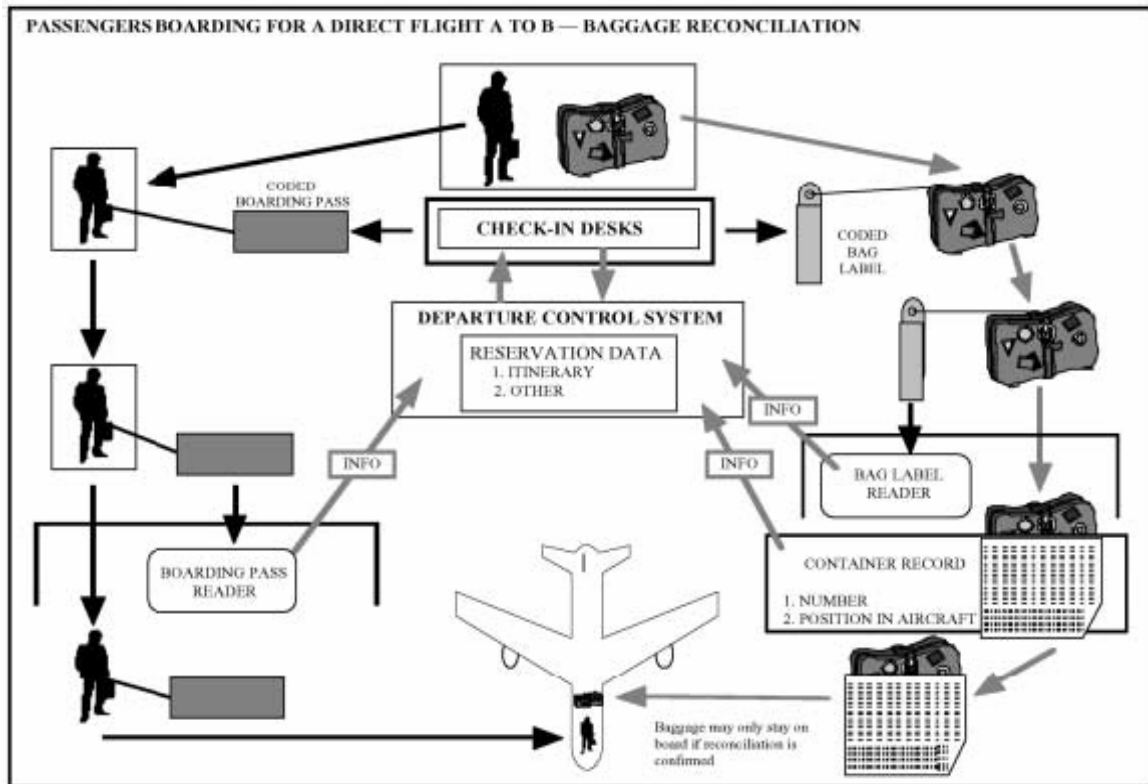 PASSENGERS BOARDING FOR A DIRECT FLIGHT A TO B — BAGGAGE RECONCILIATION
CODED
BOARDING PASS
CHECK-IN DESKS
CODED
BAG
LABEL
DEPARTURE CONTROL SYSTEM
RESERVATION DATA
1. ITINERARY
2. OTHER
INFO
INFO
INFO
BAG LABEL
READER
BOARDING PASS
READER
CONTAINER RECORD
1. NUMBER
2. POSITION IN AIRCRAFT
Baggage may only stay on
board if reconciliation is
confirmed